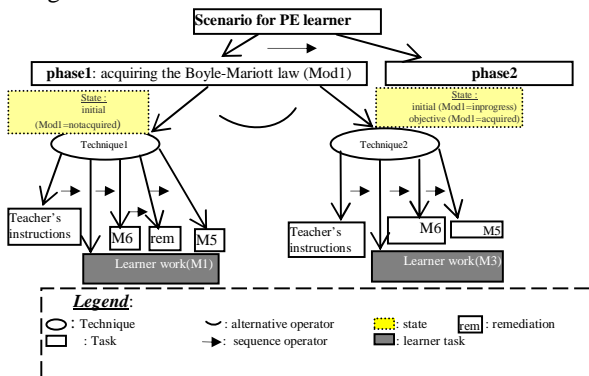 Scenario for PE learner
phase1: acquiring the Boyle-Mariott law (Mod1)
phase2
State :
initial
(Mod1=notacquired)
State :
initial (Mod1=inprogress)
objective (Mod1=acquired)
Technique1
Technique2
Teacher's
instructions
M6
rem
M5
Learner work(M1)
Teacher's
instructions
M6
M5
Learner work(M3)
Legend:
: Technique
: alternative operator
: state
rem : remediation
: Task
: sequence operator
: learner task